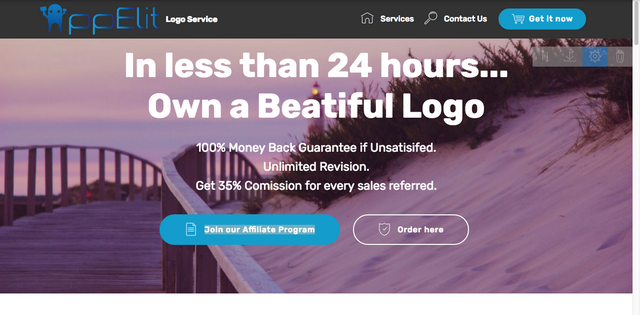 AppElit
Logo Service
Services
Contact Us
Get it now
In less than 24 hours...
Own a Beatiful Logo
100% Money Back Guarantee if Unsatisifed.
Unlimited Revision.
Get 35% Comission for every sales referred.
Join our Affiliate Program
Order here